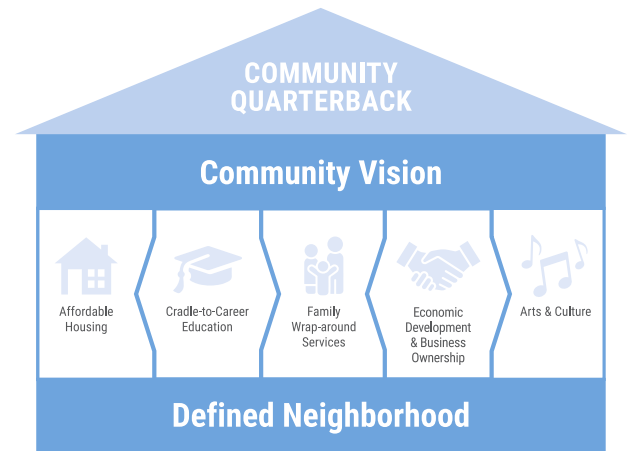 COMMUNITY
QUARTERBACK
Community Vision
Affordable
Housing
Cradle-to-Career
Education
Family
Wrap-around
Services
Economic
Development
& Business
Ownership
Arts & Culture
Defined Neighborhood